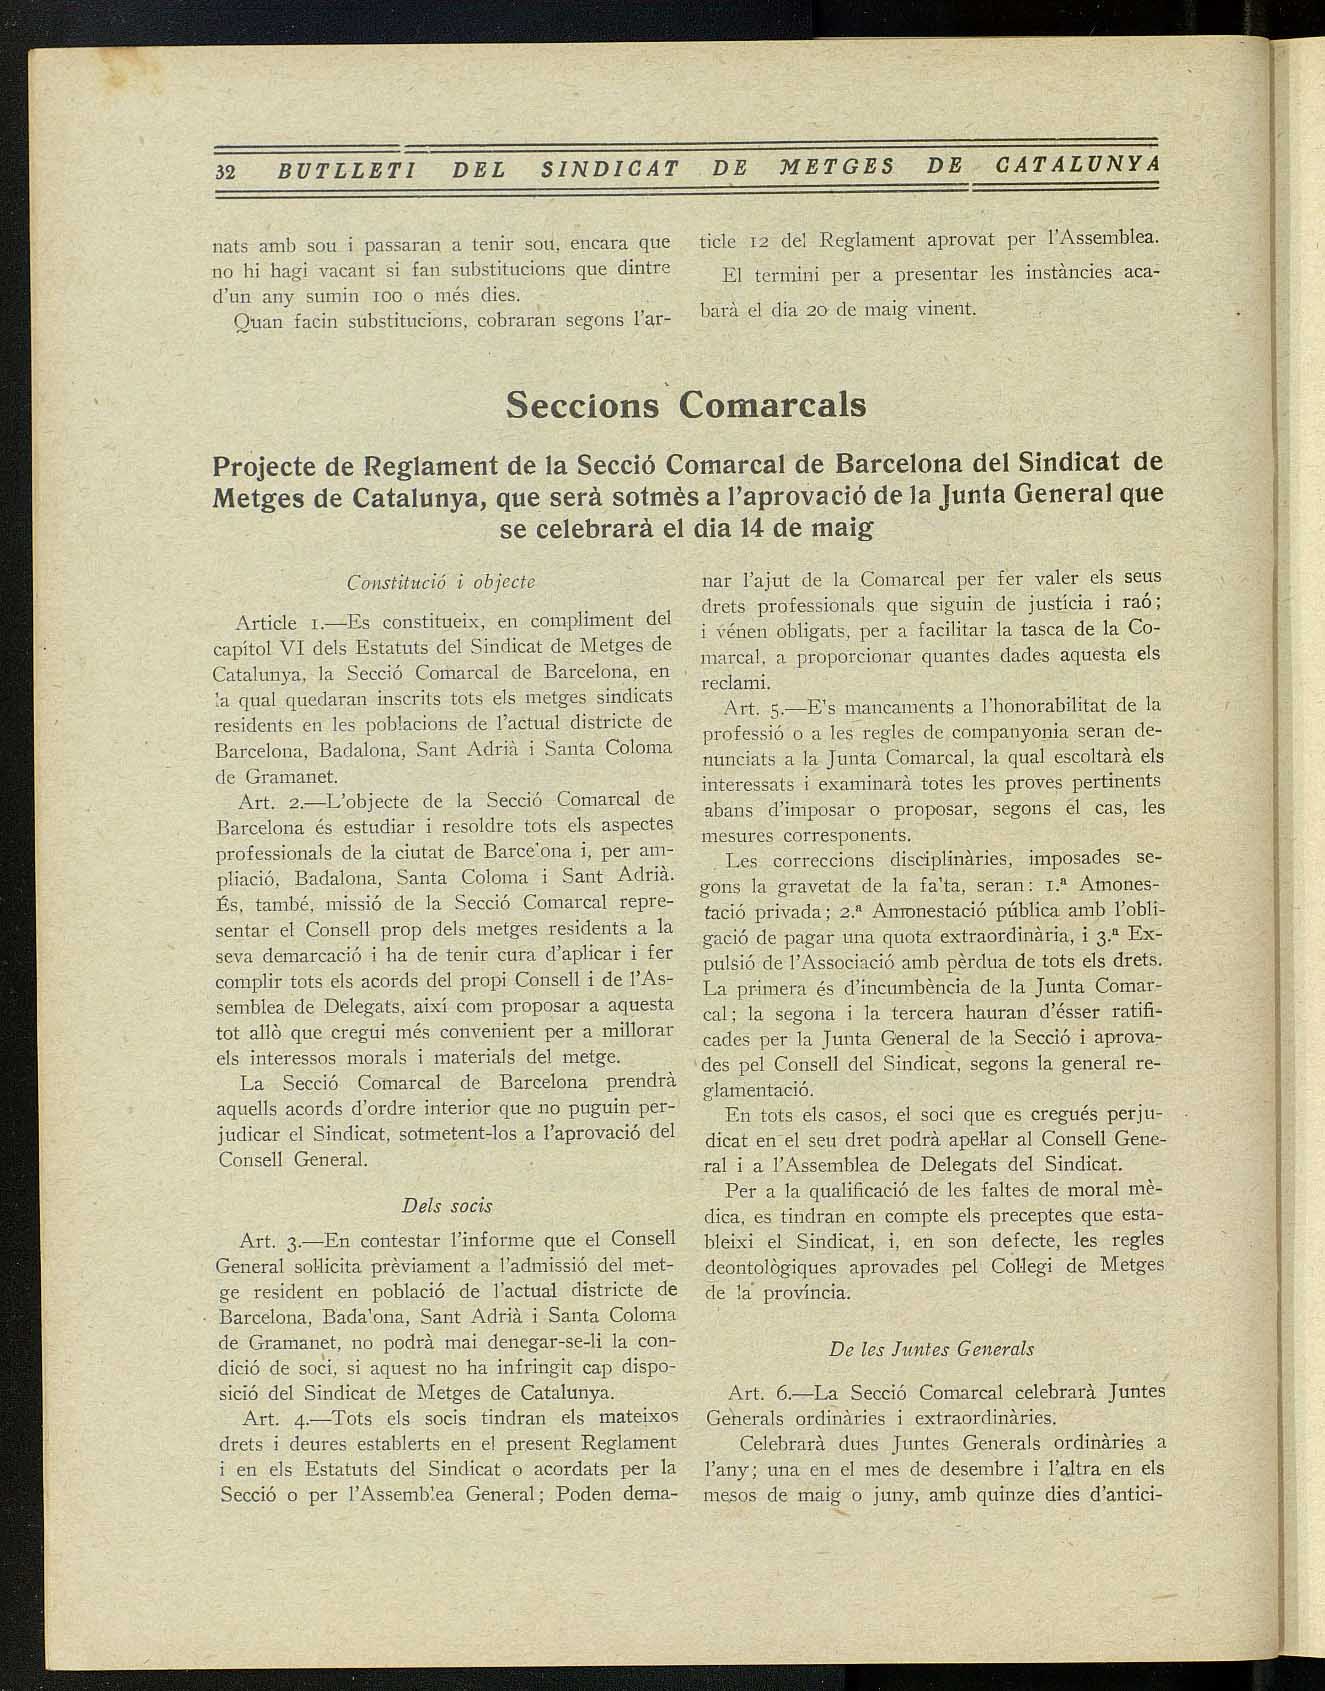 32 BUTLLETI DEL SINDICAT DE METGES DE CATALUNYA
nats amb sou i passaran a tenir sou, encara que
no hi hagi vacant si fan substitucions que dintre
d'un any sumin 100 o més dies.
Quan facin substitucions, cobraran segons l'ar-
ticle 12 del Reglament aprovat per l'Assemblea.
El termini per a presentar les instàncies aca-
barà el dia 20 de maig vinent.
Seccions Comarcals
Projecte de Reglament de la Secció Comarcal de Barcelona del Sindicat de
Metges de Catalunya, que serà sotmès a l'aprovació de la Junta General que
se celebrarà el dia 14 de maig
Constitució i objecte
Article 1.—Es constitueix, en compliment del
capítol VI dels Estatuts del Sindicat de Metges de
Catalunya, la Secció Comarcal de Barcelona, en
la qual quedaran inscrits tots els metges sindicats
residents en les poblacions de l'actual districte de
Barcelona, Badalona, Sant Adrià i Santa Coloma
de Gramanet.
Art. 2.—L'objecte de la Secció Comarcal de
Barcelona és estudiar i resoldre tots els aspectes
professionals de la ciutat de Barcelona i, per am-
pliació, Badalona, Santa Coloma i Sant Adrià.
És, també, missió de la Secció Comarcal repre-
sentar el Consell prop dels metges residents a la
seva demarcació i ha de tenir cura d'aplicar i fer
complir tots els acords del propi Consell i de l'As-
semblea de Delegats, així com proposar a aquesta
tot allò que cregui més convenient per a millorar
els interessos morals i materials del metge.
La Secció Comarcal de Barcelona prendrà
aquells acords d'ordre interior que no puguin per-
judicar el Sindicat, sotmetent-los a l'aprovació del
Consell General.
Dels socis
Art. 3.—En contestar l'informe que el Consell
General sol·licita prèviament a l'admissió del met-
ge resident en població de l'actual districte de
Barcelona, Badalona, Sant Adrià i Santa Coloma
de Gramanet, no podrà mai denegar-se-li la con-
dició de soci, si aquest no ha infringit cap dispo-
sició del Sindicat de Metges de Catalunya.
Art. 4.—Tots els socis tindran els mateixos
drets i deures establerts en el present Reglament
i en els Estatuts del Sindicat o acordats per la
Secció o per l'Assemblea General; Poden dema-
nar l'ajut de la Comarcal per fer valer els seus
drets professionals que siguin de justícia i raó;
i vénen obligats, per a facilitar la tasca de la Co-
marcal, a proporcionar quantes dades aquesta els
reclami.
Art. 5.—Els mancaments a l'honorabilitat de la
professió o a les regles de companyonia seran de-
nunciats a la Junta Comarcal, la qual escoltarà els
interessats i examinarà totes les proves pertinents
abans d'imposar o proposar, segons el cas, les
mesures corresponents.
Les correccions disciplinàries, imposades se-
gons la gravetat de la falta, seran: 1.ª Amones-
tació privada; 2.ª Amonestació pública amb l'obli-
gació de pagar una quota extraordinària, i 3.ª Ex-
pulsió de l'Associació amb pèrdua de tots els drets.
La primera és d'incumbència de la Junta Comar-
cal; la segona i la tercera hauran d'ésser ratifi-
cades per la Junta General de la Secció i aprova-
des pel Consell del Sindicat, segons la general re-
glamentació.
En tots els casos, el soci que es cregués perju-
dicat en el seu dret podrà apel·lar al Consell Gene-
ral i a l'Assemblea de Delegats del Sindicat.
Per a la qualificació de les faltes de moral mè-
dica, es tindran en compte els preceptes que esta-
bleixi el Sindicat, i, en son defecte, les regles
deontològiques aprovades pel Col·legi de Metges
de la província.
De les Juntes Generals
Art. 6.—La Secció Comarcal celebrarà Juntes
Generals ordinàries i extraordinàries.
Celebrarà dues Juntes Generals ordinàries a
l'any; una en el mes de desembre i l'altra en els
mesos de maig o juny, amb quinze dies d'antici-